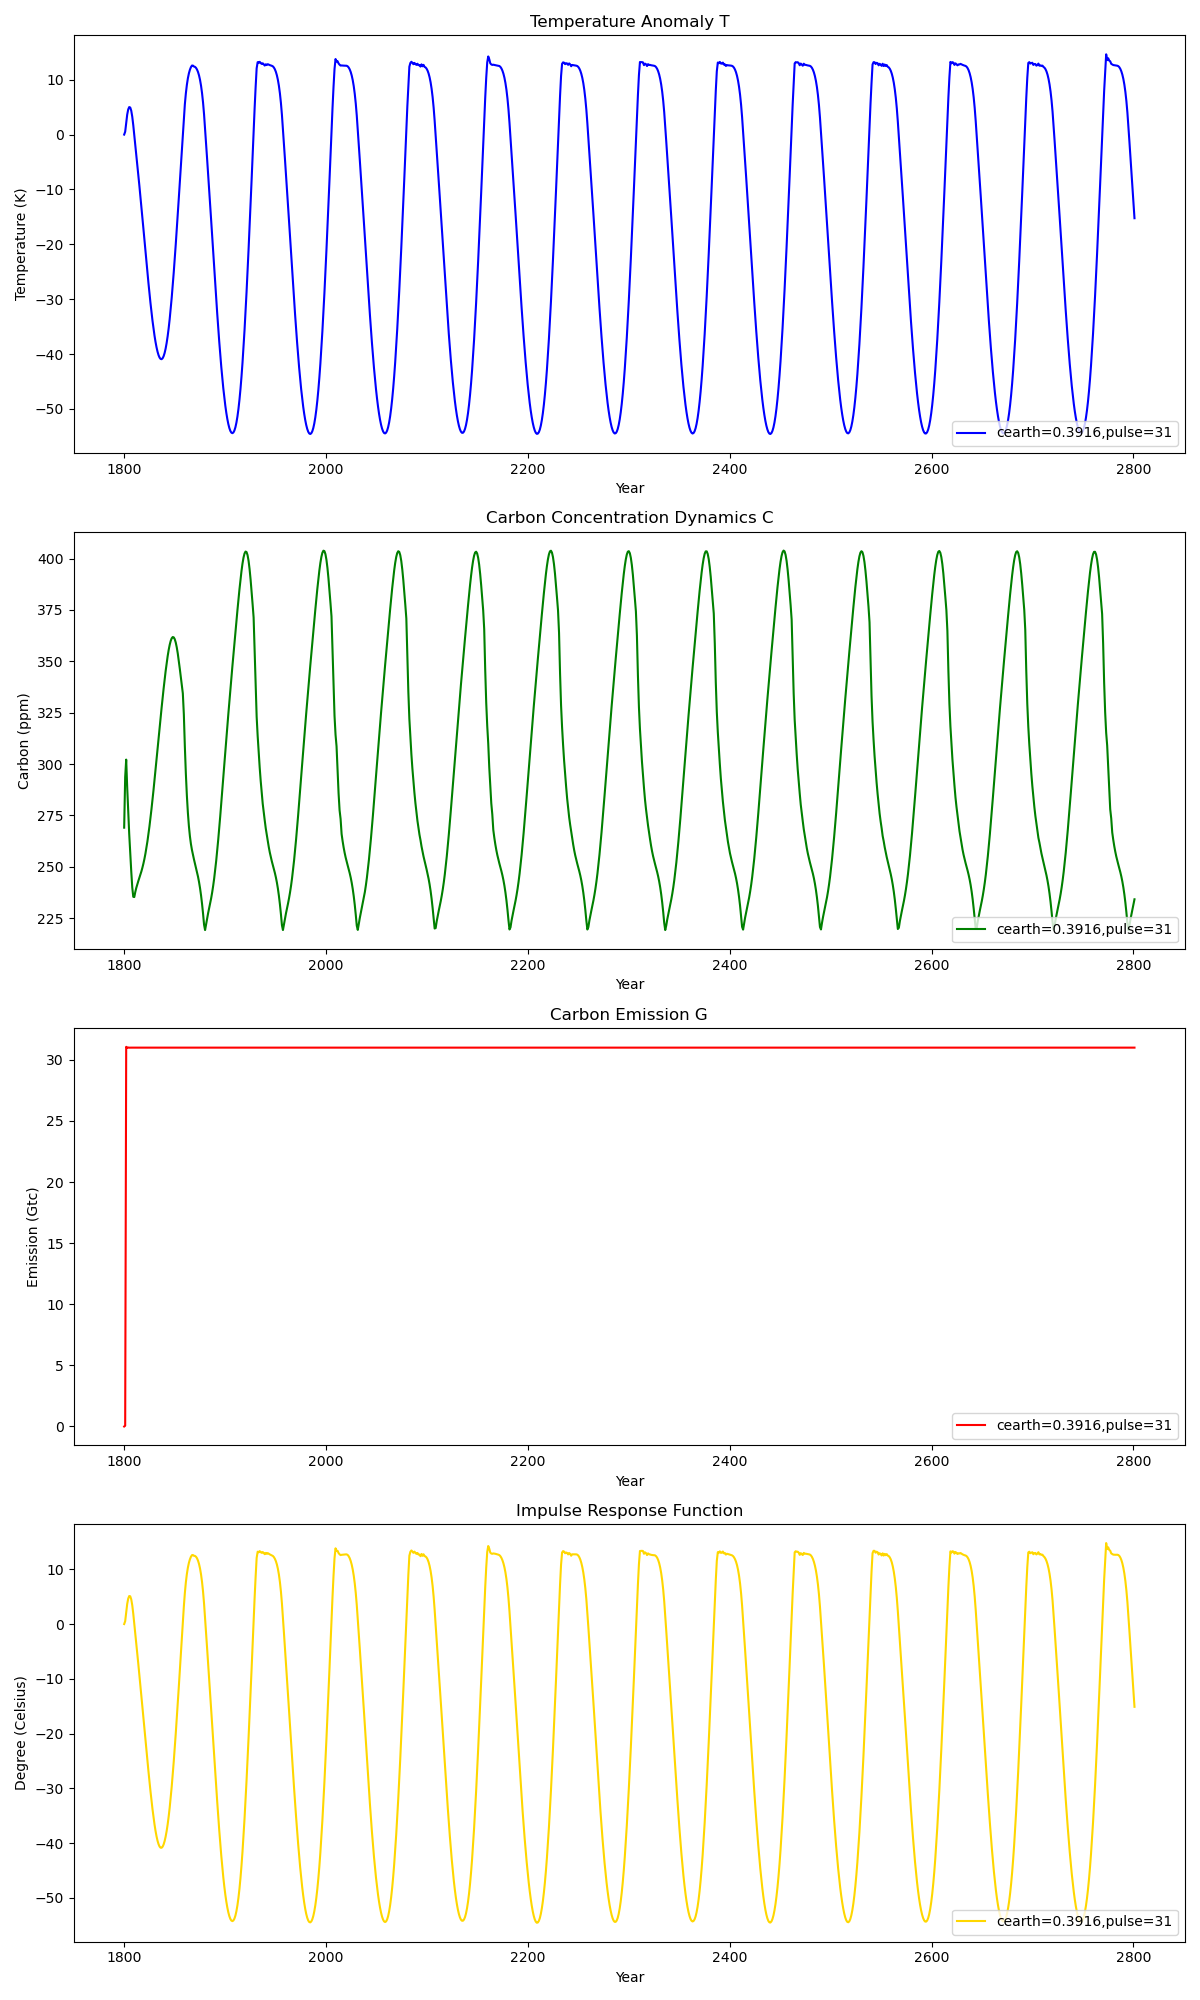 Temperature Anomaly T
Temperature (K)
10
0
−10
−20
−30
−40
−50
cearth=0.3916,pulse=31
1800 2000 2200 2400 2600 2800
Year
Carbon Concentration Dynamics C
Carbon (ppm)
400
375
350
325
300
275
250
225
cearth=0.3916,pulse=31
1800 2000 2200 2400 2600 2800
Year
Carbon Emission G
Emission (Gtc)
30
25
20
15
10
5
0
cearth=0.3916,pulse=31
1800 2000 2200 2400 2600 2800
Year
Impulse Response Function
Degree (Celsius)
10
0
−10
−20
−30
−40
−50
cearth=0.3916,pulse=31
1800 2000 2200 2400 2600 2800
Year